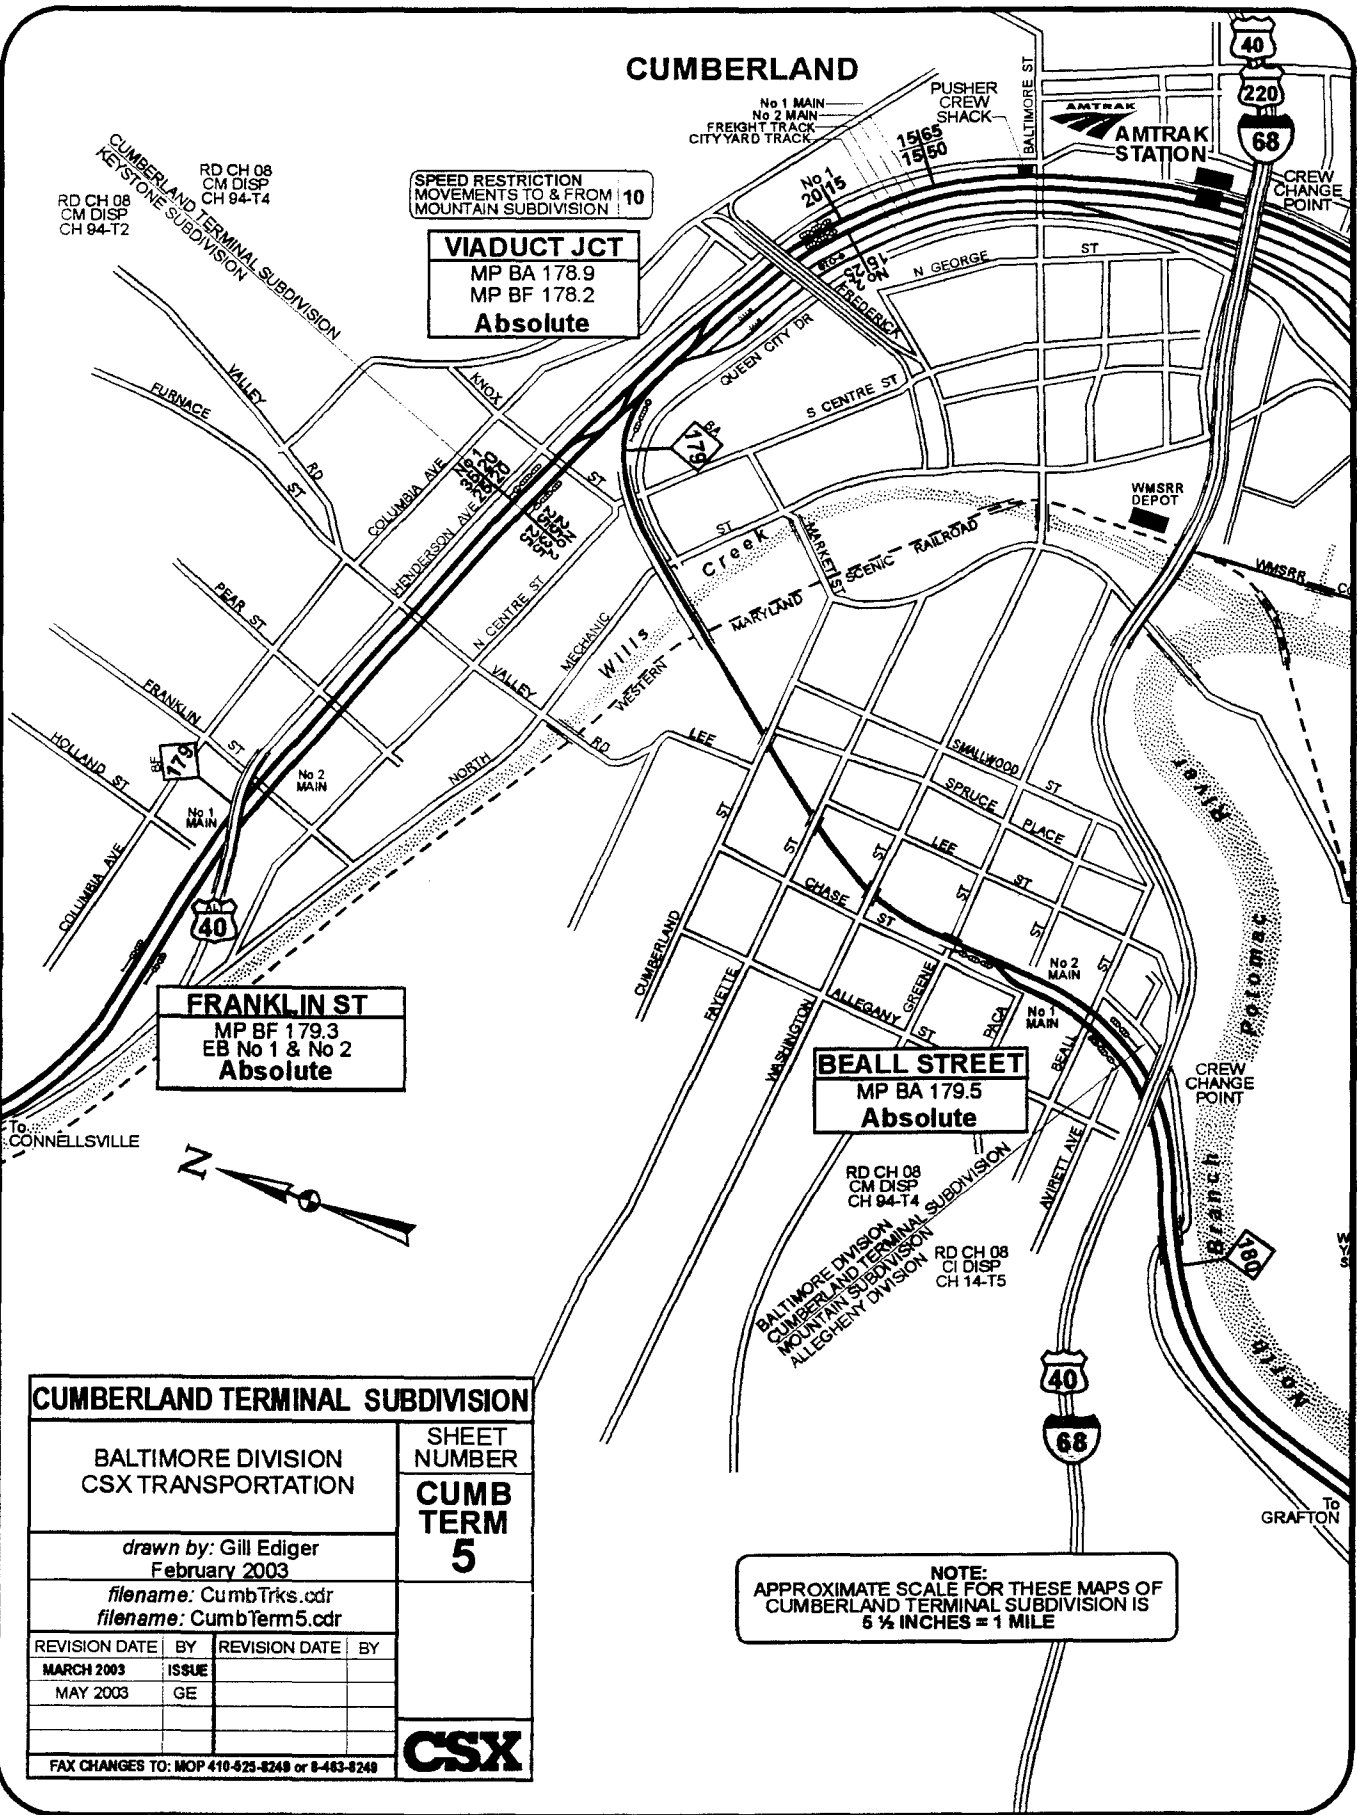 CUMBERLAND
No 1 MAIN
No 2 MAIN
FREIGHT TRACK
CITY YARD TRACK
PUSHER
CREW
SHACK
BALTIMORE ST
AMTRAK
AMTRAK
STATION
40
220
68
CREW
CHANGE
POINT
15 65
15 50
No 1
20 15
CUMBERLAND TERMINAL SUBDIVISION
KEYSTONE SUBDIVISION
RD CH 08
CM DISP
CH 94-T4
RD CH 08
CM DISP
CH 94-T2
SPEED RESTRICTION
MOVEMENTS TO & FROM
MOUNTAIN SUBDIVISION
10
VIADUCT JCT
MP BA 178.9
MP BF 178.2
Absolute
N GEORGE
ST
FREDERICK
QUEEN CITY DR
S CENTRE ST
KNOX
ST
VALLEY
RD
FURNACE
ST
COLUMBIA AVE
HENDERSON AVE
BA
179
WMSRR
DEPOT
WMSRR
ST
MARKET ST
Wills
Creek
WESTERN
MARYLAND
SCENIC
RAILROAD
PEAR ST
N CENTRE ST
MECHANIC
VALLEY
RD
FRANKLIN
ST
HOLLAND ST
BF
179
No 2
MAIN
No 1
MAIN
NORTH
LEE
ST
SMALLWOOD
ST
SPRUCE
PLACE
LEE
ST
CHASE
ST
ST
ST
ST
ST
ST
COLUMBIA AVE
AL
40
CUMBERLAND
FAYETTE
WASHINGTON
ALLEGANY
ST
GREENE
PACA
BEALL
AVIRETT AVE
No 2
MAIN
No 1
MAIN
FRANKLIN ST
MP BF 179.3
EB No 1 & No 2
Absolute
BEALL STREET
MP BA 179.5
Absolute
CREW
CHANGE
POINT
North
Branch
Potomac
River
180
To
CONNELLSVILLE
N
RD CH 08
CM DISP
CH 94-T4
BALTIMORE DIVISION
CUMBERLAND TERMINAL SUBDIVISION
MOUNTAIN SUBDIVISION
ALLEGHENY DIVISION
RD CH 08
CI DISP
CH 14-T5
40
68
To
GRAFTON
CUMBERLAND TERMINAL SUBDIVISION
BALTIMORE DIVISION
CSX TRANSPORTATION
SHEET
NUMBER
CUMB
TERM
5
drawn by: Gill Ediger
February 2003
filename: CumbTrks.cdr
filename: CumbTerm5.cdr
REVISION DATE BY REVISION DATE BY
MARCH 2003 ISSUE
MAY 2003 GE
FAX CHANGES TO: MOP 410-525-8249 or 8-463-8249
CSX
NOTE:
APPROXIMATE SCALE FOR THESE MAPS OF
CUMBERLAND TERMINAL SUBDIVISION IS
5 ½ INCHES = 1 MILE